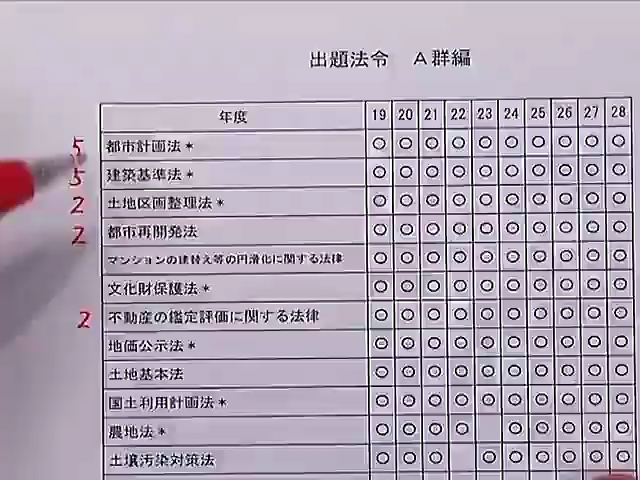 出題法令 A群編
年度 19 20 21 22 23 24 25 26 27 28
5 都市計画法* ○ ○ ○ ○ ○ ○ ○ ○ ○ ○
5 建築基準法* ○ ○ ○ ○ ○ ○ ○ ○ ○ ○
2 土地区画整理法* ○ ○ ○ ○ ○ ○ ○ ○ ○ ○
2 都市再開発法 ○ ○ ○ ○ ○ ○ ○ ○ ○ ○
マンションの建替え等の円滑化に関する法律 ○ ○ ○ ○ ○ ○ ○ ○ ○ ○
文化財保護法* ○ ○ ○ ○ ○ ○ ○ ○ ○ ○
2 不動産の鑑定評価に関する法律 ○ ○ ○ ○ ○ ○ ○ ○ ○ ○
地価公示法* ○ ○ ○ ○ ○ ○ ○ ○ ○ ○
土地基本法 ○ ○ ○ ○ ○ ○ ○ ○ ○ ○
国土利用計画法* ○ ○ ○ ○ ○ ○ ○ ○ ○ ○
農地法* ○ ○ ○ ○ ○ ○ ○ ○ ○
土壌汚染対策法 ○ ○ ○ ○ ○ ○ ○ ○ ○